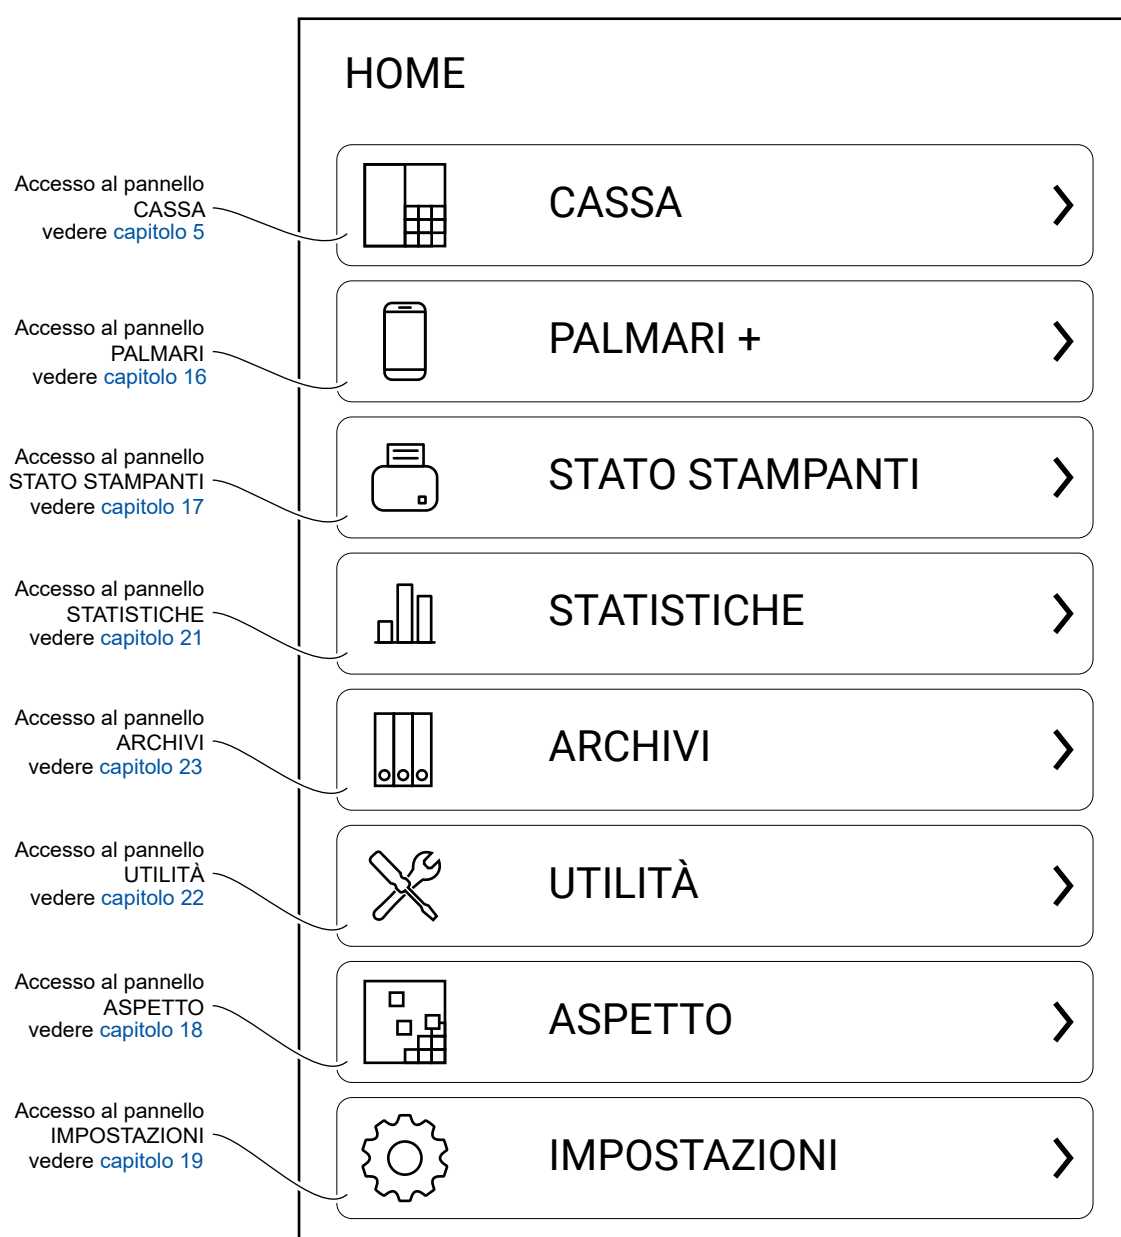 HOME
Accesso al pannello
CASSA
vedere capitolo 5
CASSA
Accesso al pannello
PALMARI
vedere capitolo 16
PALMARI +
Accesso al pannello
STATO STAMPANTI
vedere capitolo 17
STATO STAMPANTI
Accesso al pannello
STATISTICHE
vedere capitolo 21
STATISTICHE
Accesso al pannello
ARCHIVI
vedere capitolo 23
ARCHIVI
Accesso al pannello
UTILITÀ
vedere capitolo 22
UTILITÀ
Accesso al pannello
ASPETTO
vedere capitolo 18
ASPETTO
Accesso al pannello
IMPOSTAZIONI
vedere capitolo 19
IMPOSTAZIONI